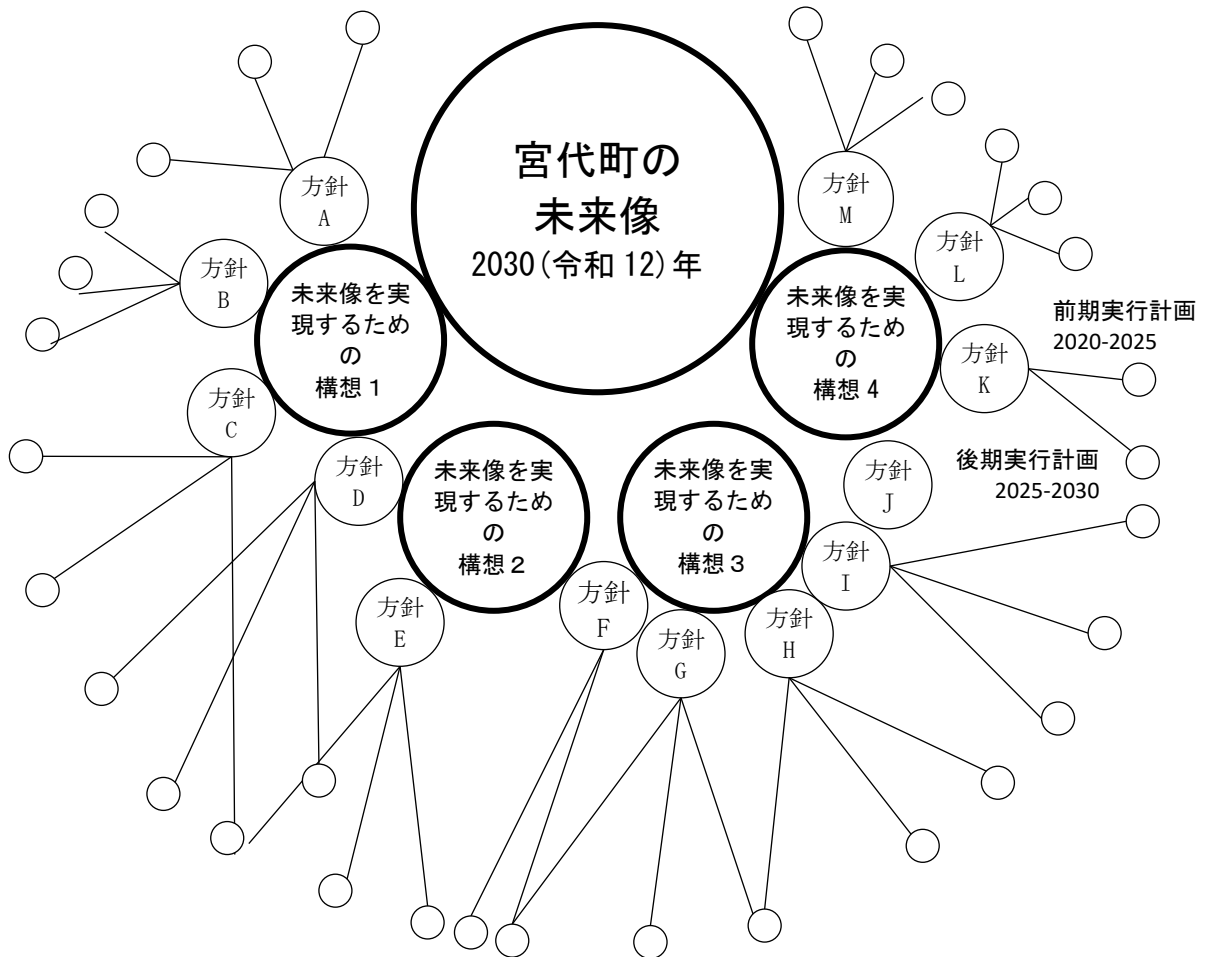 宮代町の
未来像
2030(令和 12)年
方針
A
方針
B
未来像を実
現するため
の
構想 1
方針
C
方針
D
未来像を実
現するため
の
構想 2
方針
E
方針
F
未来像を実
現するため
の
構想 3
方針
G
方針
H
方針
I
方針
J
未来像を実
現するため
の
構想 4
方針
K
方針
L
方針
M
前期実行計画
2020-2025
後期実行計画
2025-2030